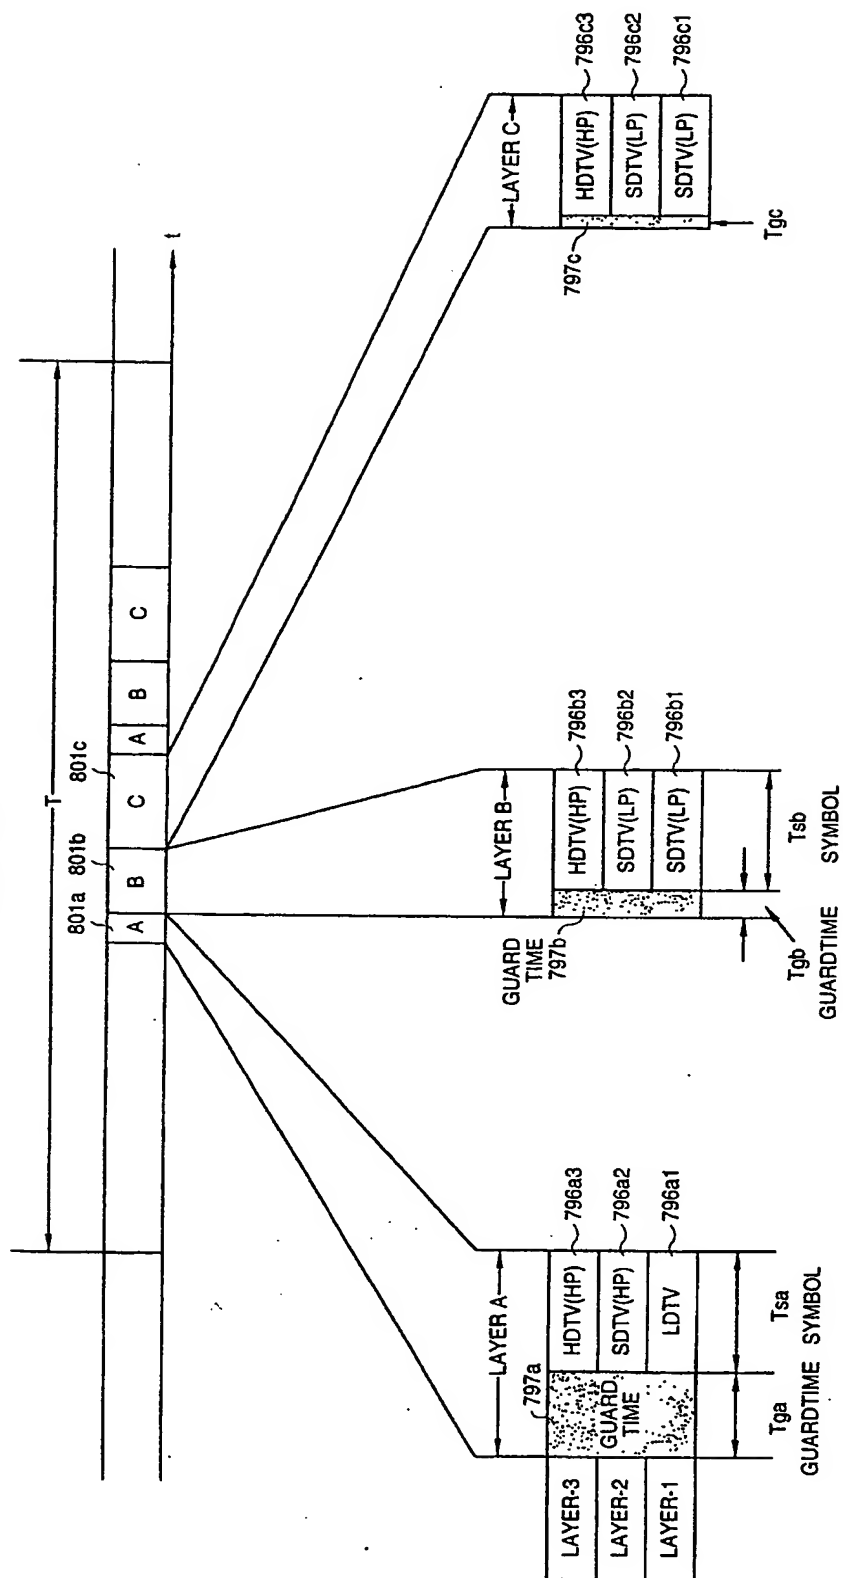 T
t
801a
801b
801c
A
B
C
A
B
C
LAYER A
797a
LAYER-3
LAYER-2
LAYER-1
GUARD
TIME
HDTV(HP)
SDTV(HP)
LDTV
796a3
796a2
796a1
Tga
GUARDTIME
Tsa
SYMBOL
LAYER B
GUARD
TIME
797b
HDTV(HP)
SDTV(LP)
SDTV(LP)
796b3
796b2
796b1
Tgb
GUARDTIME
Tsb
SYMBOL
LAYER C
797c
HDTV(HP)
SDTV(LP)
SDTV(LP)
796c3
796c2
796c1
Tgc